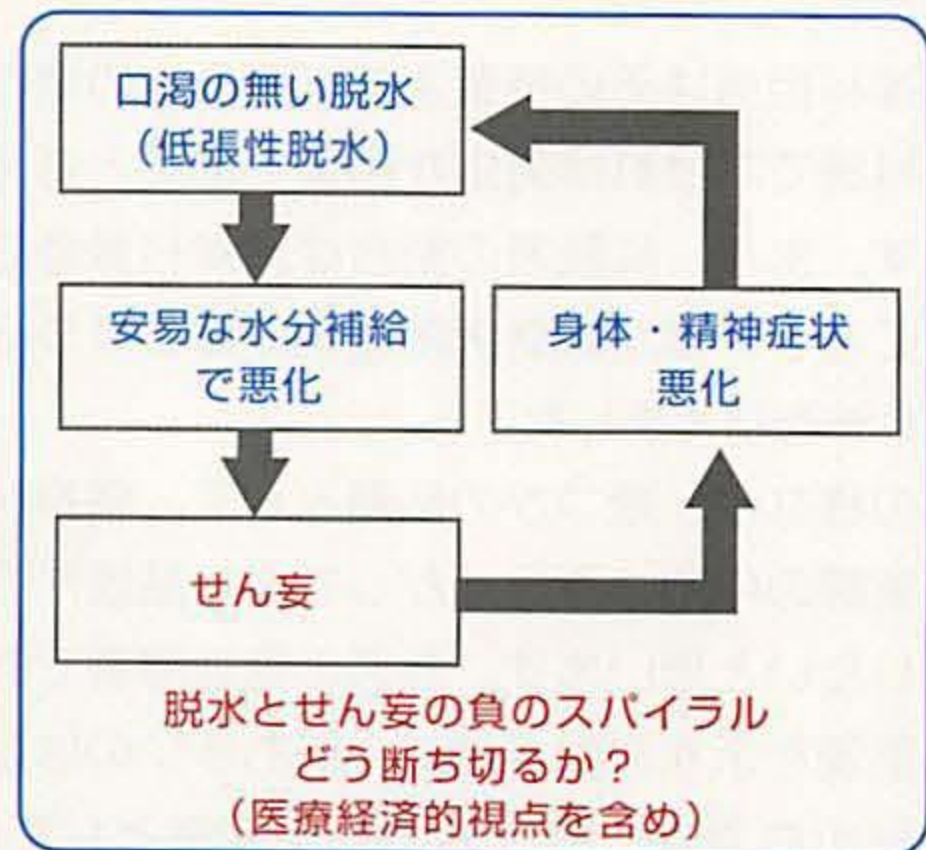 口渇の無い脱水
（低張性脱水）
安易な水分補給
で悪化
せん妄
身体・精神症状
悪化
脱水とせん妄の負のスパイラル
どう断ち切るか？
（医療経済的視点を含め）